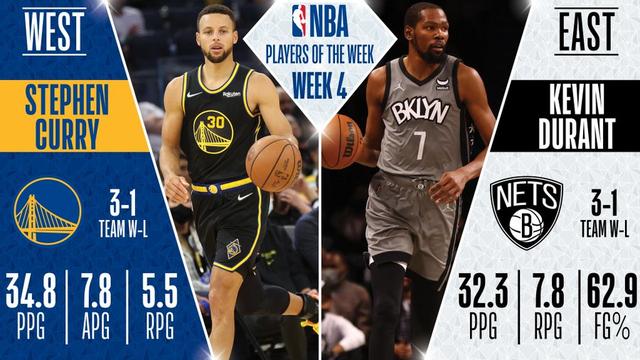 WEST
STEPHEN
CURRY
3-1
TEAM W-L
34.8
PPG
7.8
APG
5.5
RPG
NBA
PLAYERS OF THE WEEK
WEEK 4
Rakuten
30
BKLYN
7
EAST
KEVIN
DURANT
NETS
B
3-1
TEAM W-L
32.3
PPG
7.8
RPG
62.9
FG%